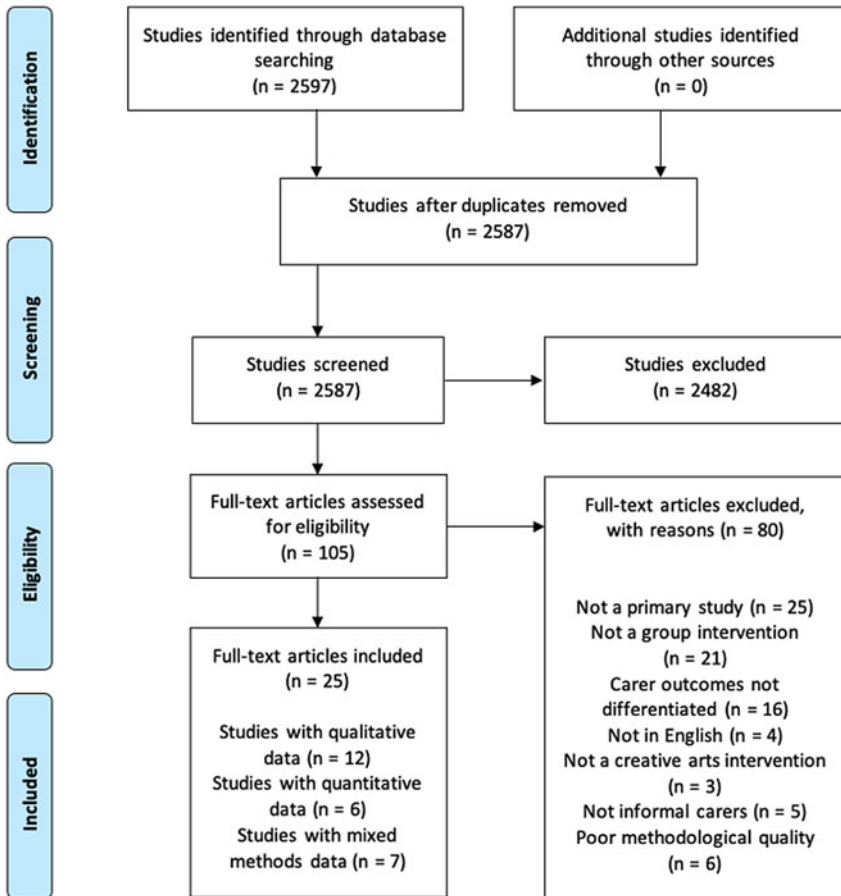 Identification
Studies identified through database
searching
(n = 2597)
Additional studies identified
through other sources
(n = 0)
Studies after duplicates removed
(n = 2587)
Screening
Studies screened
(n = 2587)
Studies excluded
(n = 2482)
Eligibility
Full-text articles assessed
for eligibility
(n = 105)
Full-text articles excluded,
with reasons (n = 80)
Not a primary study (n = 25)
Not a group intervention
(n = 21)
Carer outcomes not
differentiated (n = 16)
Not in English (n = 4)
Not a creative arts intervention
(n = 3)
Not informal carers (n = 5)
Poor methodological quality
(n = 6)
Included
Full-text articles included
(n = 25)
Studies with qualitative
data (n = 12)
Studies with quantitative
data (n = 6)
Studies with mixed
methods data (n = 7)